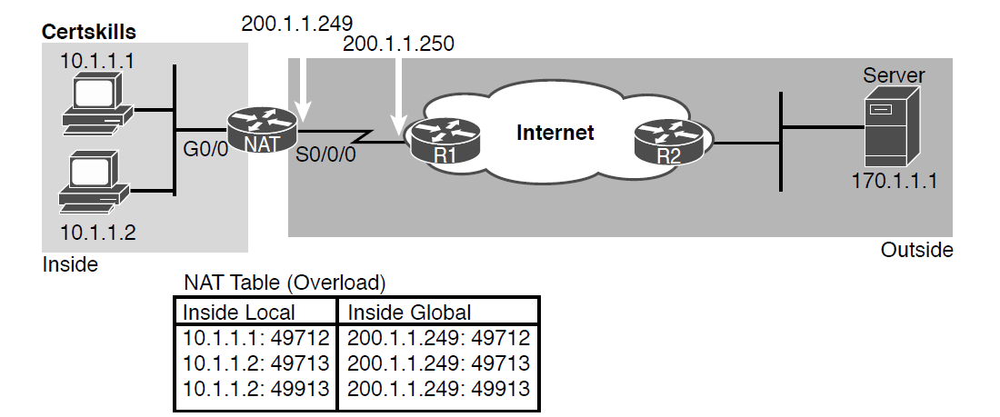 Certskills
200.1.1.249
200.1.1.250
10.1.1.1
Server
G0/0
NAT
S0/0/0
R1
Internet
R2
170.1.1.1
10.1.1.2
Inside
Outside
NAT Table (Overload)
Inside Local Inside Global
10.1.1.1: 49712 200.1.1.249: 49712
10.1.1.2: 49713 200.1.1.249: 49713
10.1.1.2: 49913 200.1.1.249: 49913